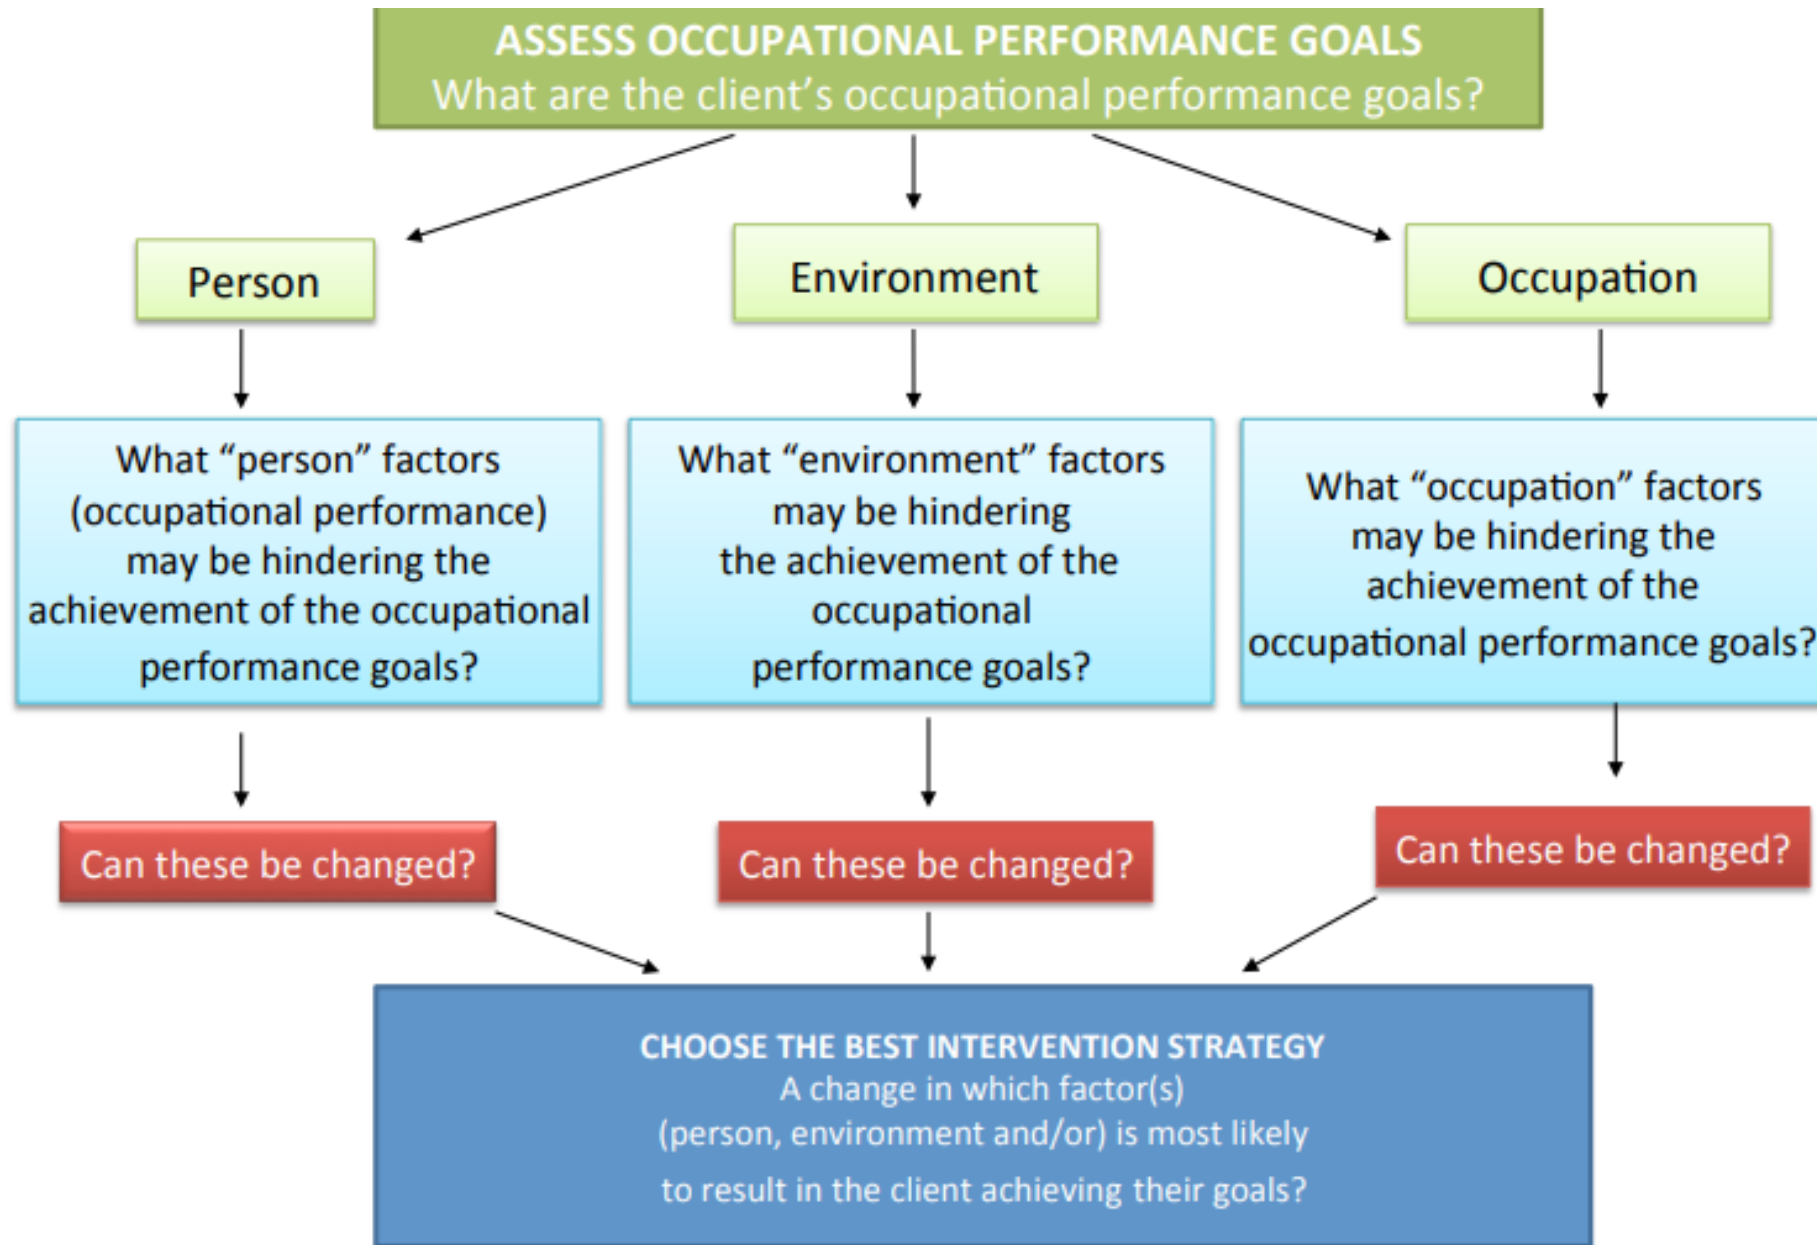 ASSESS OCCUPATIONAL PERFORMANCE GOALS
What are the client’s occupational performance goals?
Person
Environment
Occupation
What “person” factors
(occupational performance)
may be hindering the
achievement of the occupational
performance goals?
What “environment” factors
may be hindering
the achievement of the
occupational
performance goals?
What “occupation” factors
may be hindering the
achievement of the
occupational performance goals?
Can these be changed?
Can these be changed?
Can these be changed?
CHOOSE THE BEST INTERVENTION STRATEGY
A change in which factor(s)
(person, environment and/or) is most likely
to result in the client achieving their goals?